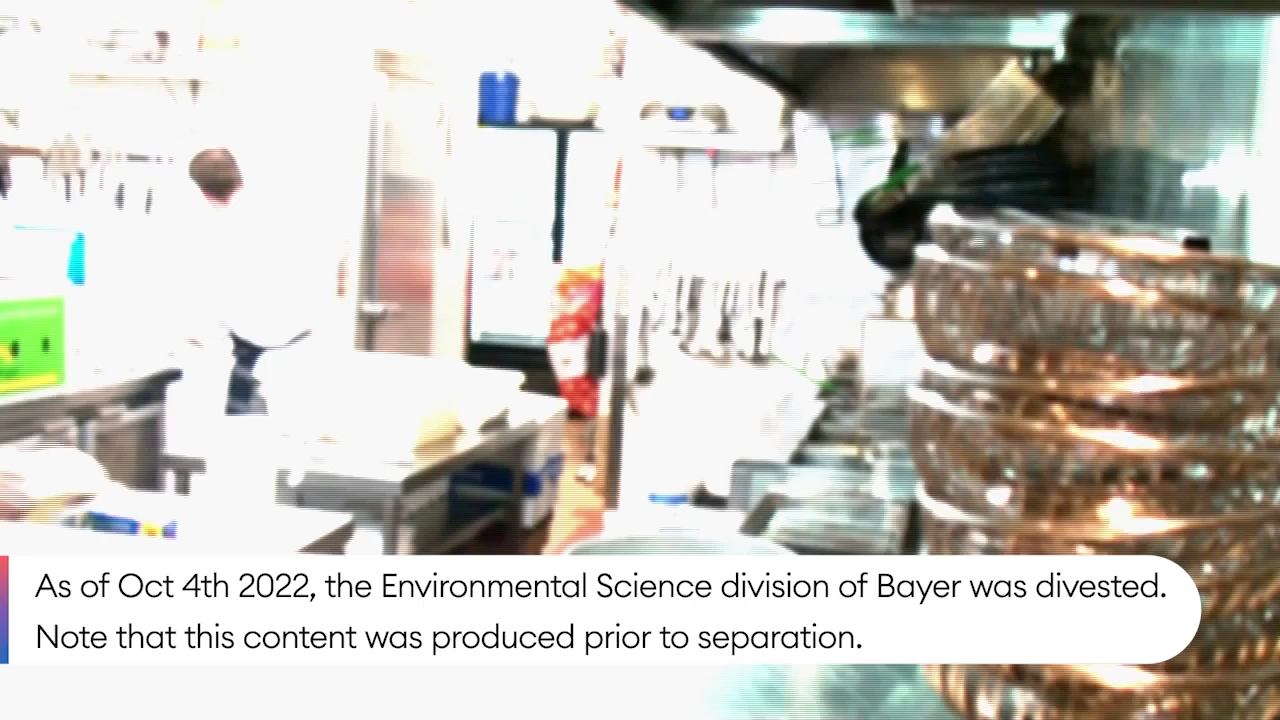 As of Oct 4th 2022, the Environmental Science division of Bayer was divested.
Note that this content was produced prior to separation.